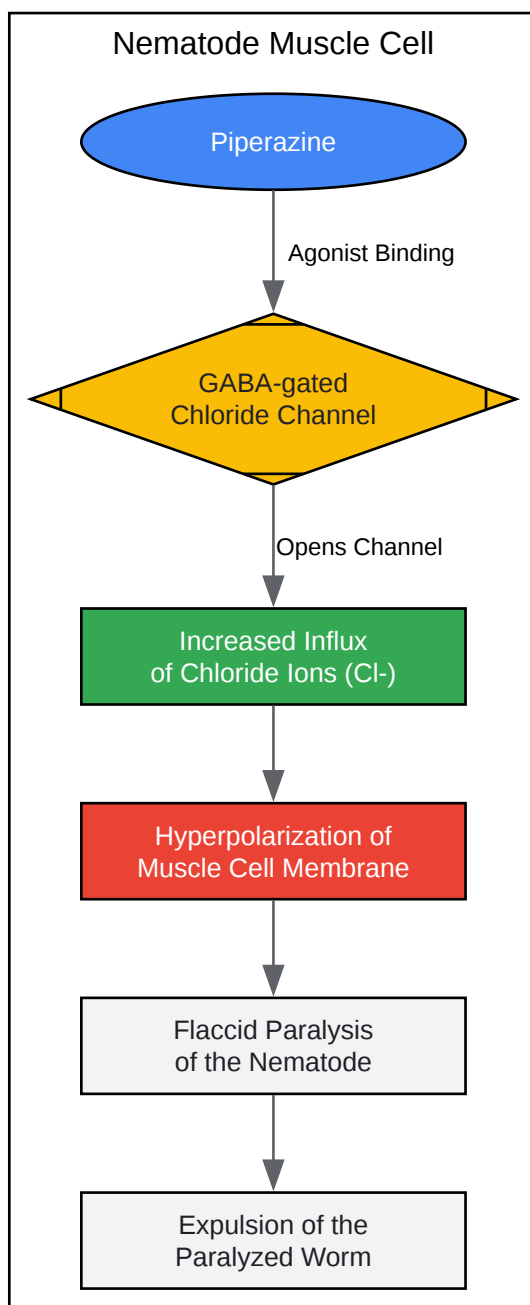 Nematode Muscle Cell
Piperazine
Agonist Binding
GABA-gated
Chloride Channel
Opens Channel
Increased Influx
of Chloride Ions (Cl-)
Hyperpolarization of
Muscle Cell Membrane
Flaccid Paralysis
of the Nematode
Expulsion of the
Paralyzed Worm